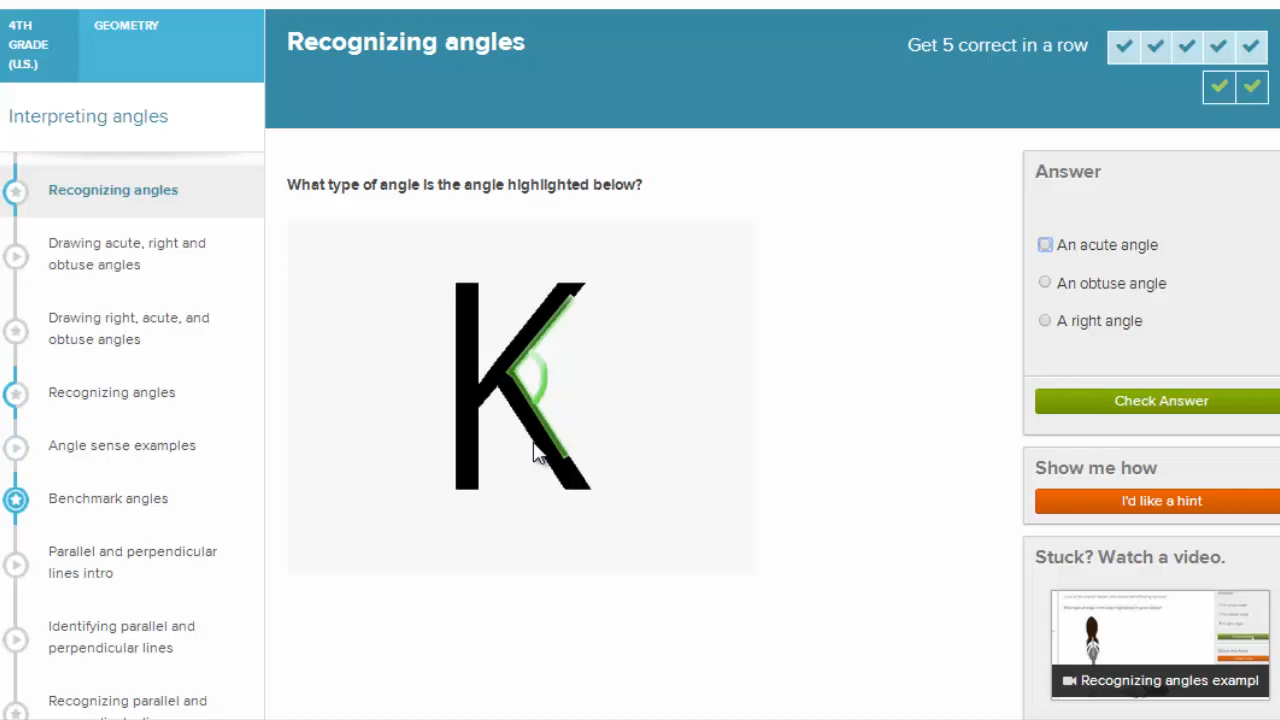 4TH
GRADE
(U.S.)
GEOMETRY
Recognizing angles
Get 5 correct in a row
Interpreting angles
Recognizing angles
Drawing acute, right and
obtuse angles
Drawing right, acute, and
obtuse angles
Recognizing angles
Angle sense examples
Benchmark angles
Parallel and perpendicular
lines intro
Identifying parallel and
perpendicular lines
Recognizing parallel and
What type of angle is the angle highlighted below?
K
Answer
An acute angle
An obtuse angle
A right angle
Check Answer
Show me how
I'd like a hint
Stuck? Watch a video.
Recognizing angles exampl